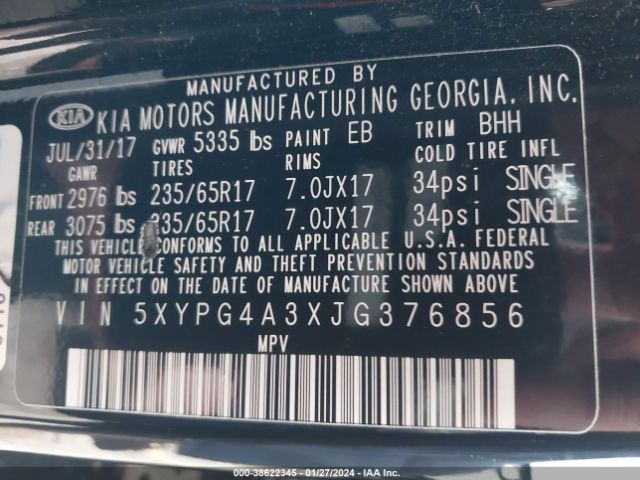 MANUFACTURED BY
KIA KIA MOTORS MANUFACTURING GEORGIA, INC.
JUL/31/17 GVWR 5335 lbs PAINT EB TRIM BHH
GAWR TIRES RIMS COLD TIRE INFL
FRONT 2976 lbs 235/65R17 7.0JX17 34psi SINGLE
REAR 3075 lbs 235/65R17 7.0JX17 34psi SINGLE
THIS VEHICLE CONFORMS TO ALL APPLICABLE U.S.A. FEDERAL
MOTOR VEHICLE SAFETY AND THEFT PREVENTION STANDARDS
IN EFFECT ON THE DATE OF MANUFACTURE SHOWN ABOVE
VIN 5XYPG4A3XJG376856
MPV
000-38622345 - 01/27/2024 - IAA Inc.